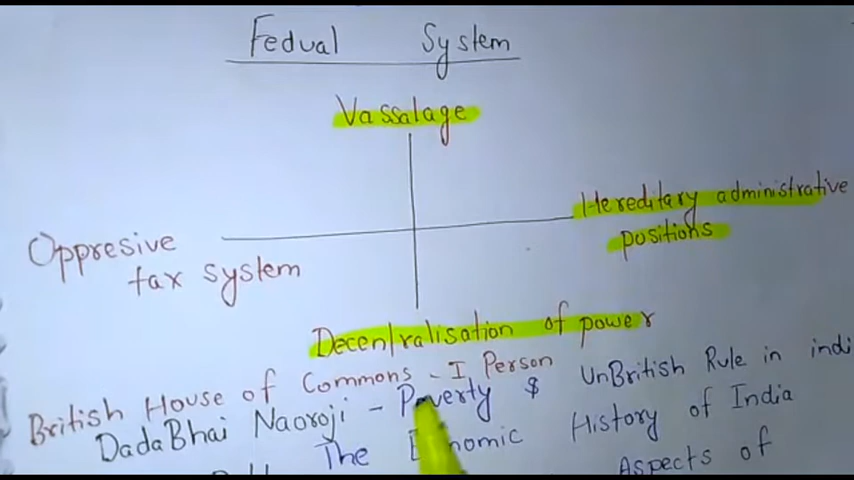 Fedual System
Vassalage
Hereditary administrative
positions
Oppresive
tax system
Decentralisation of power
British House of Commons - I Person
DadaBhai Naoroji - Poverty & UnBritish Rule in indi
The Economic History of India
Aspects of